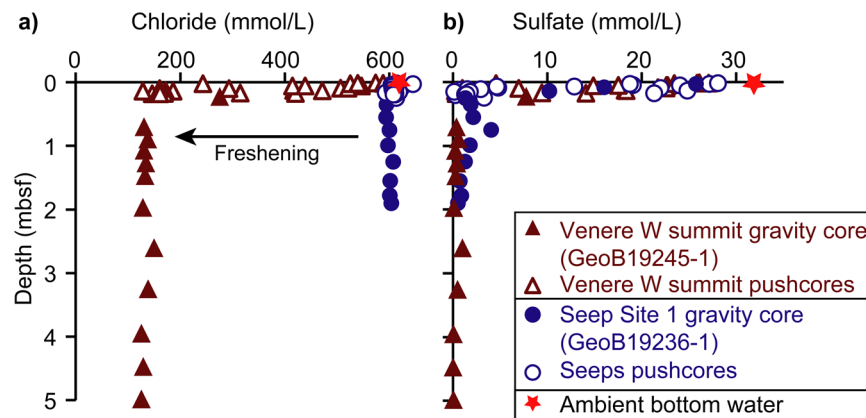 a) Chloride (mmol/L) b) Sulfate (mmol/L)
0 200 400 600 0 10 20 30
0
1
2
3
4
5
Depth (mbsf)
Freshening
Venere W summit gravity core
(GeoB19245-1)
Venere W summit pushcores
Seep Site 1 gravity core
(GeoB19236-1)
Seeps pushcores
Ambient bottom water